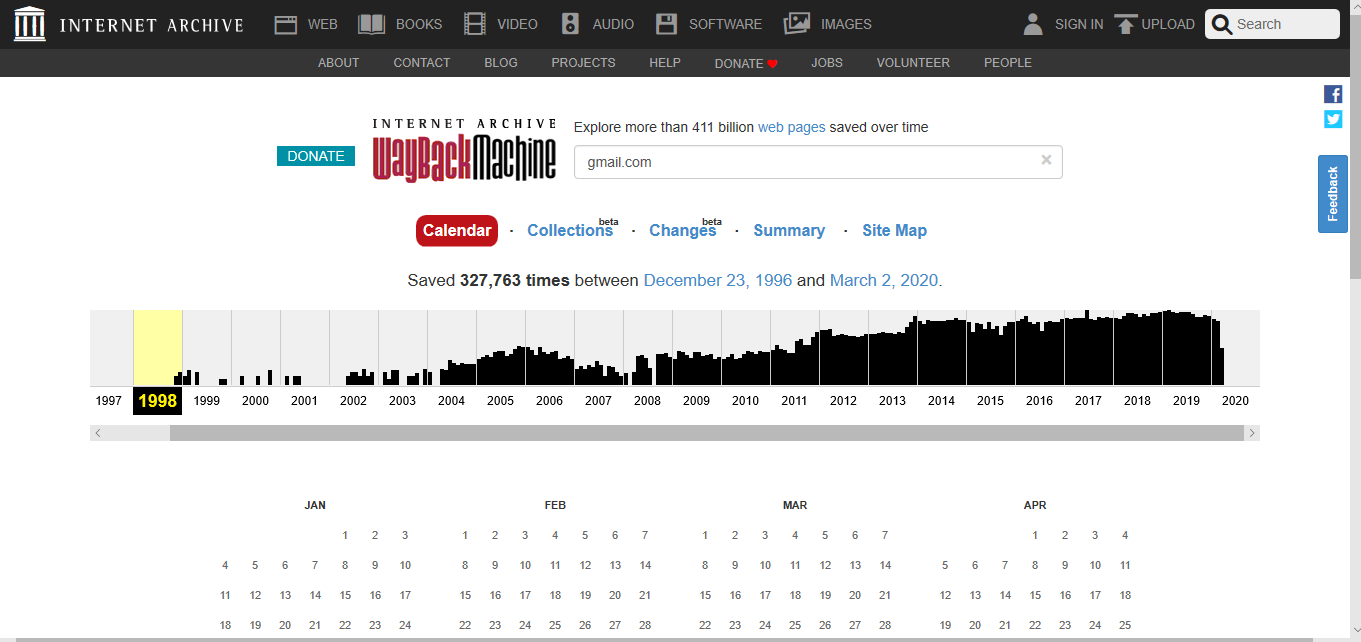 INTERNET ARCHIVE WEB BOOKS VIDEO AUDIO SOFTWARE IMAGES SIGN IN UPLOAD Search
ABOUT CONTACT BLOG PROJECTS HELP DONATE JOBS VOLUNTEER PEOPLE
INTERNET ARCHIVE
WayBackMachine
DONATE
Explore more than 411 billion web pages saved over time
gmail.com
Feedback
Calendar · Collections beta · Changes beta · Summary · Site Map
Saved 327,763 times between December 23, 1996 and March 2, 2020.
1997 1998 1999 2000 2001 2002 2003 2004 2005 2006 2007 2008 2009 2010 2011 2012 2013 2014 2015 2016 2017 2018 2019 2020
JAN
1 2 3
4 5 6 7 8 9 10
11 12 13 14 15 16 17
18 19 20 21 22 23 24
FEB
1 2 3 4 5 6 7
8 9 10 11 12 13 14
15 16 17 18 19 20 21
22 23 24 25 26 27 28
MAR
1 2 3 4 5 6 7
8 9 10 11 12 13 14
15 16 17 18 19 20 21
22 23 24 25 26 27 28
APR
1 2 3 4
5 6 7 8 9 10 11
12 13 14 15 16 17 18
19 20 21 22 23 24 25